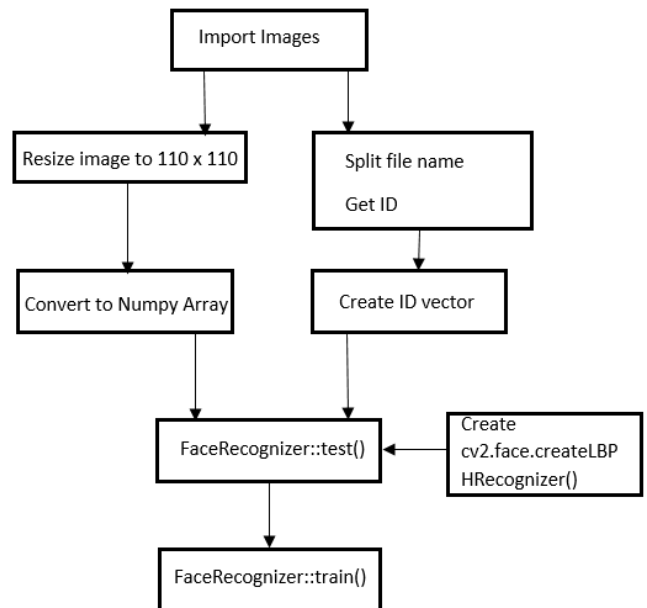 Import Images
Resize image to 110 x 110
Split file name
Get ID
Convert to Numpy Array
Create ID vector
FaceRecognizer::test()
Create
cv2.face.createLBP
HRecognizer()
FaceRecognizer::train()